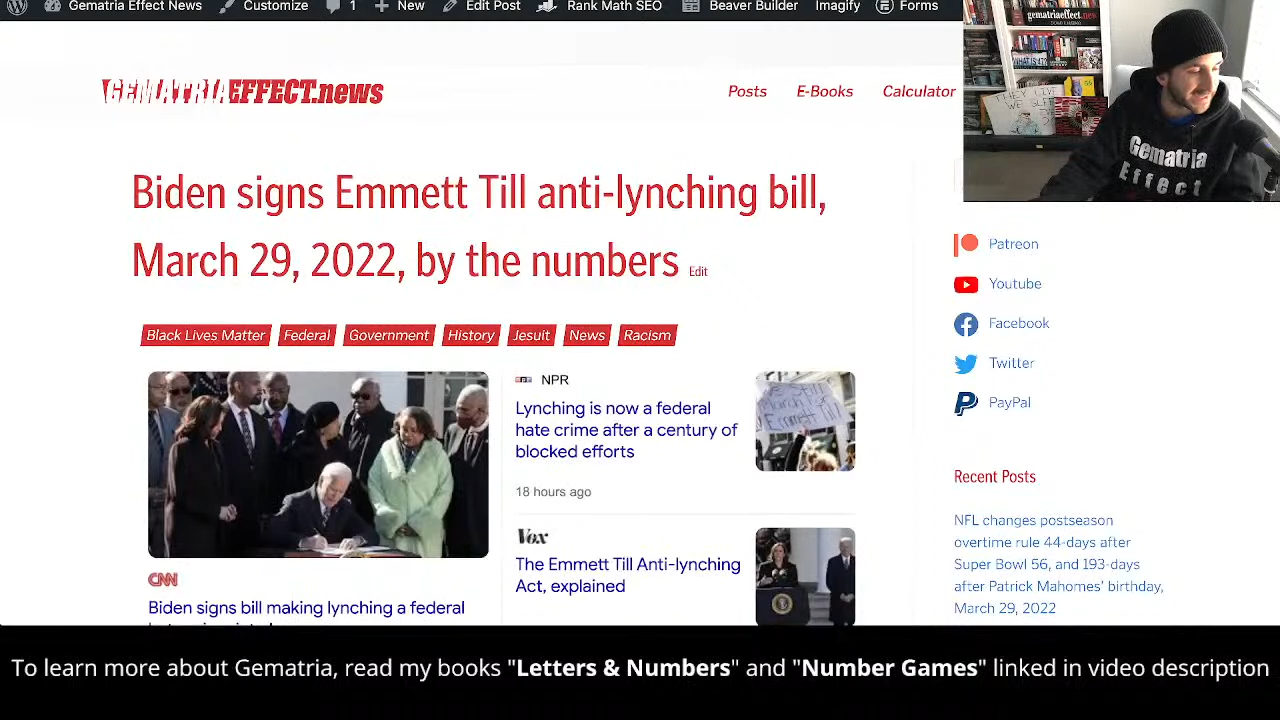 Gematria Effect News
Customize
1
New
Edit Post
Rank Math SEO
Beaver Builder
Imagify
Forms
gematriaeffect.news
GEMATRIAEFFECT.news
Posts
E-Books
Calculator
THEY LIVE
WE SLEEP
Gematria
Effect
Biden signs Emmett Till anti-lynching bill,
March 29, 2022, by the numbers Edit
Black Lives Matter
Federal
Government
History
Jesuit
News
Racism
Patreon
Youtube
Facebook
Twitter
PayPal
CNN
Biden signs bill making lynching a federal
NPR
Lynching is now a federal
hate crime after a century of
blocked efforts
18 hours ago
Vox
The Emmett Till Anti-lynching
Act, explained
Recent Posts
NFL changes postseason
overtime rule 44-days after
Super Bowl 56, and 193-days
after Patrick Mahomes' birthday,
March 29, 2022
To learn more about Gematria, read my books "Letters & Numbers" and "Number Games" linked in video description